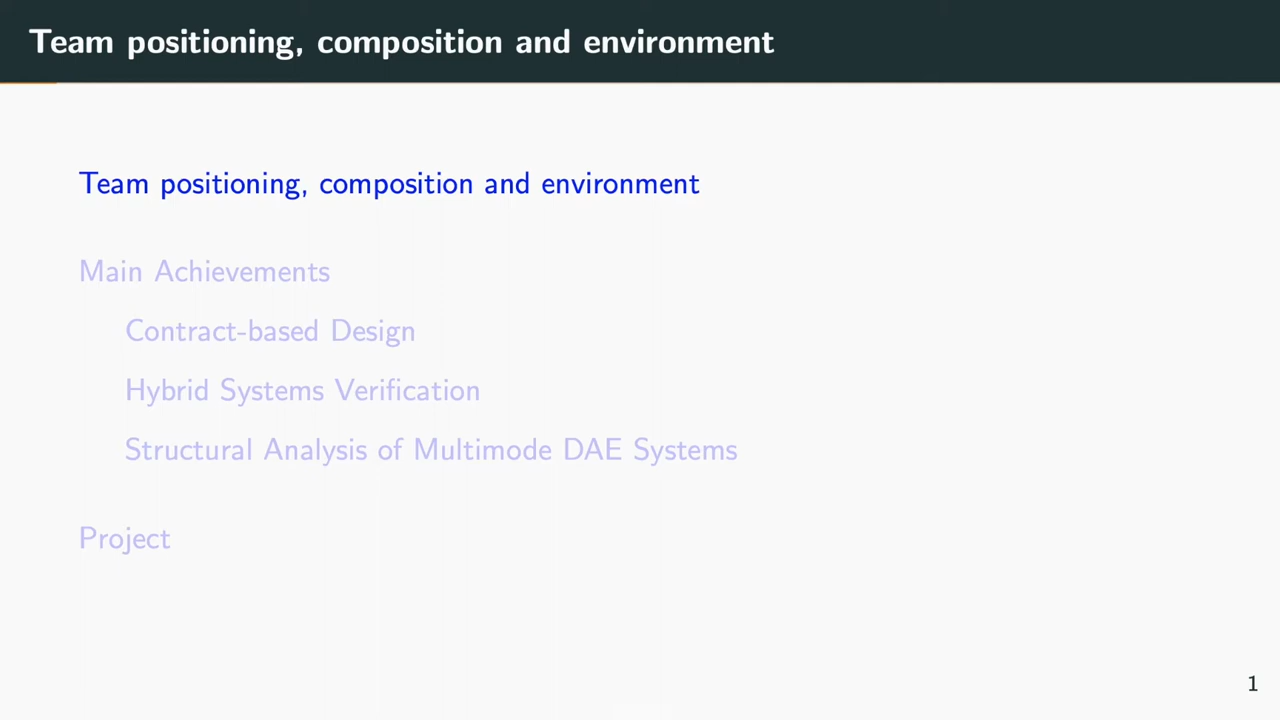 Team positioning, composition and environment
Team positioning, composition and environment
Main Achievements
Contract-based Design
Hybrid Systems Verification
Structural Analysis of Multimode DAE Systems
Project
1